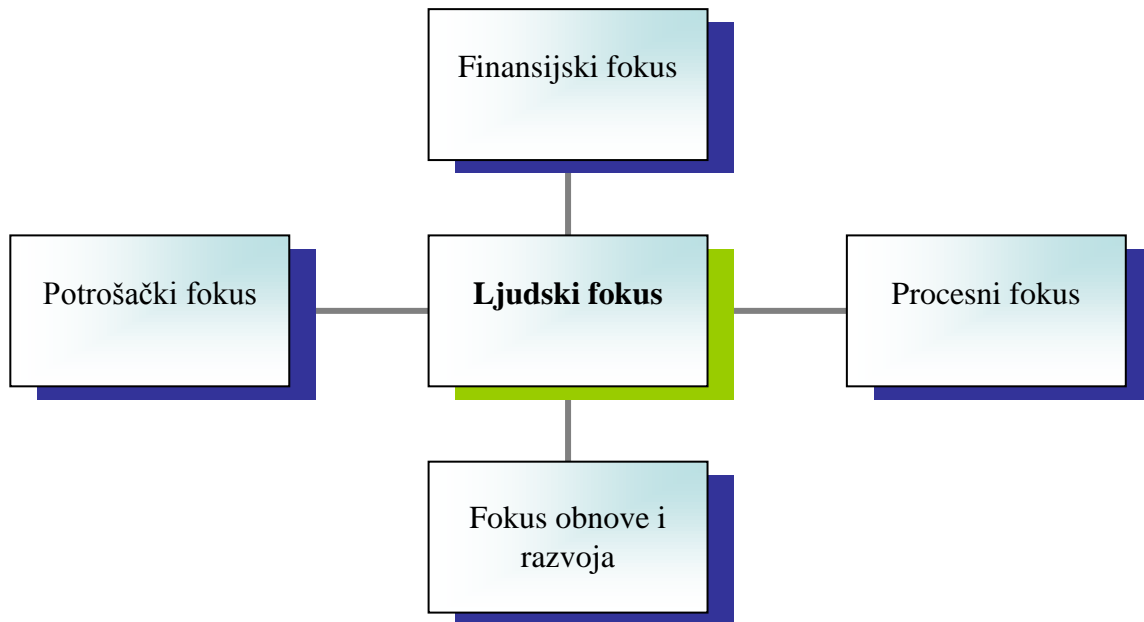 Finansijski fokus
Potrošački fokus
Ljudski fokus
Procesni fokus
Fokus obnove i
razvoja